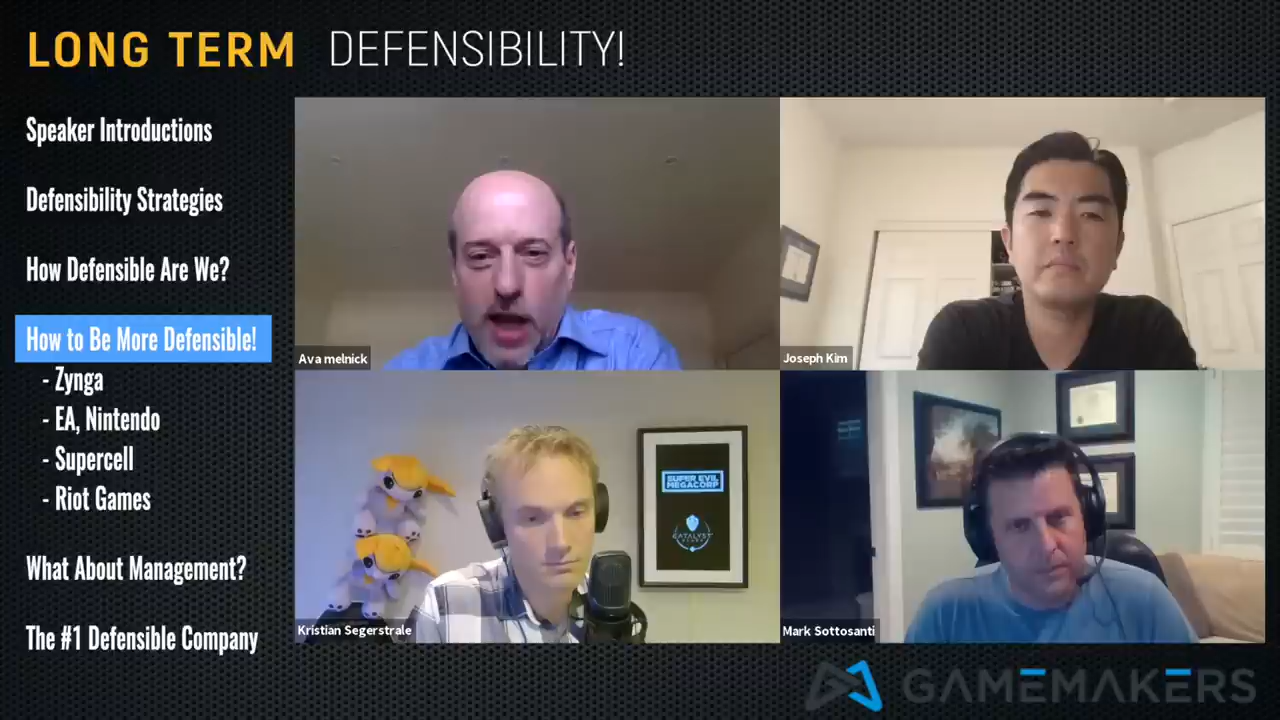 LONG TERM DEFENSIBILITY!
Speaker Introductions
Defensibility Strategies
How Defensible Are We?
How to Be More Defensible!
- Zynga
- EA, Nintendo
- Supercell
- Riot Games
What About Management?
The #1 Defensible Company
Ava melnick
Joseph Kim
SUPER EVIL
MEGACORP
CATALYST
Kristian Segerstrale
Mark Sottosanti
GAMEMAKERS